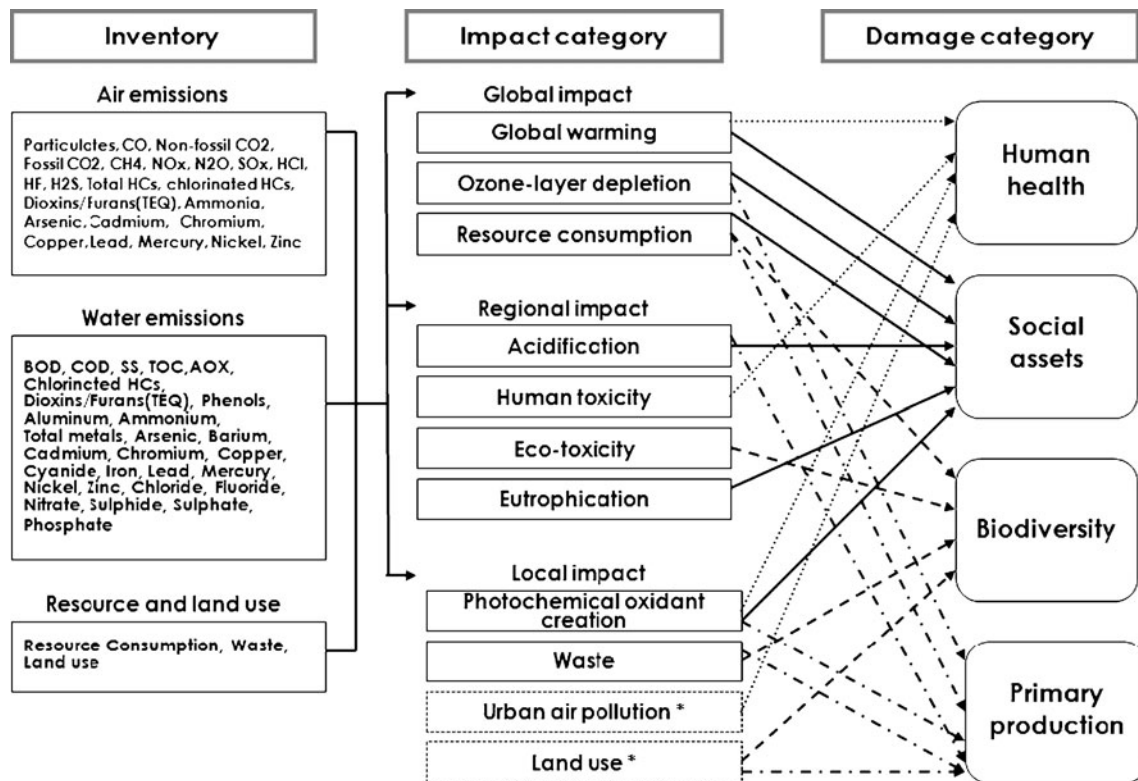 Inventory
Air emissions
Particulctes, CO, Non-fossil CO2,
Fossil CO2, CH4, NOx, N2O, SOx, HCl,
HF, H2S, Total HCs, chlorinated HCs,
Dioxins/Furans(TEQ), Ammonia,
Arsenic, Cadmium, Chromium,
Copper, Lead, Mercury, Nickel, Zinc
Water emissions
BOD, COD, SS, TOC, AOX,
Chlorincted HCs,
Dioxins/Furans(TEQ), Phenols,
Aluminum, Ammonium,
Total metals, Arsenic, Barium,
Cadmium, Chromium, Copper,
Cyanide, Iron, Lead, Mercury,
Nickel, Zinc, Chloride, Fluoride,
Nitrate, Sulphide, Sulphate,
Phosphate
Resource and land use
Resource Consumption, Waste,
Land use
Impact category
Global impact
Global warming
Ozone-layer depletion
Resource consumption
Regional impact
Acidification
Human toxicity
Eco-toxicity
Eutrophication
Local impact
Photochemical oxidant
creation
Waste
Urban air pollution *
Land use *
Damage category
Human
health
Social
assets
Biodiversity
Primary
production